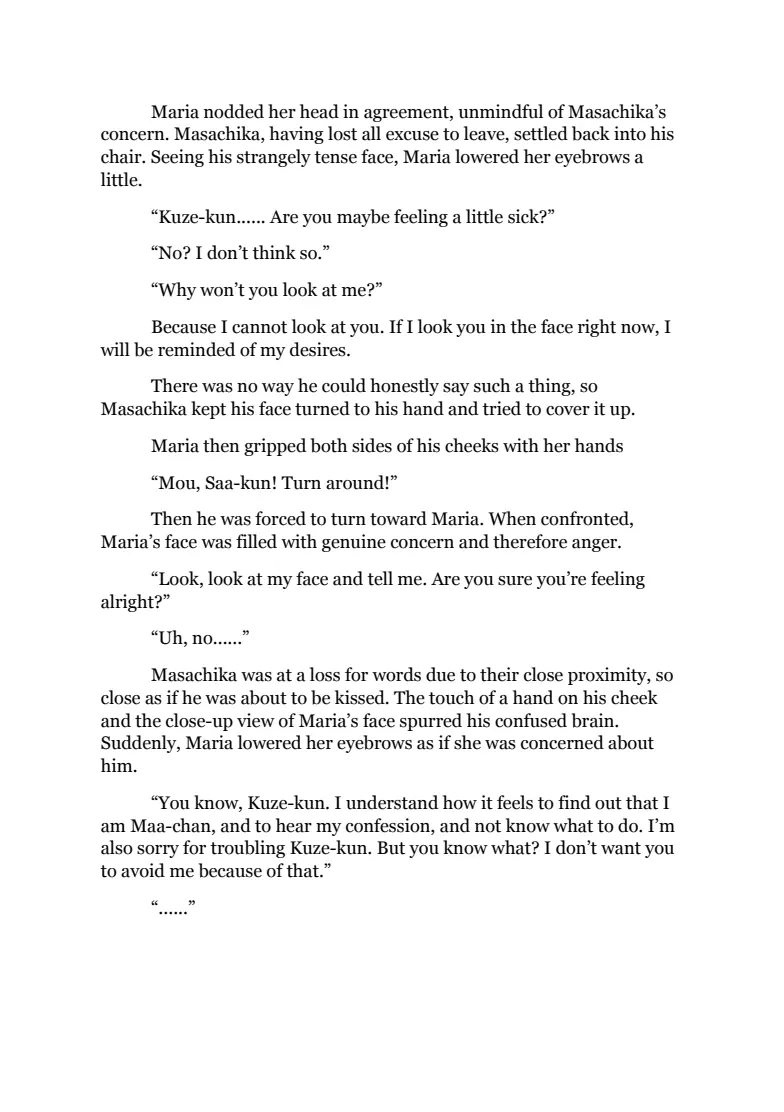 Maria nodded her head in agreement, unmindful of Masachika’s
concern. Masachika, having lost all excuse to leave, settled back into his
chair. Seeing his strangely tense face, Maria lowered her eyebrows a
little.
“Kuze-kun...... Are you maybe feeling a little sick?”
“No? I don’t think so.”
“Why won’t you look at me?”
Because I cannot look at you. If I look you in the face right now, I
will be reminded of my desires.
There was no way he could honestly say such a thing, so
Masachika kept his face turned to his hand and tried to cover it up.
Maria then gripped both sides of his cheeks with her hands
“Mou, Saa-kun! Turn around!”
Then he was forced to turn toward Maria. When confronted,
Maria’s face was filled with genuine concern and therefore anger.
“Look, look at my face and tell me. Are you sure you’re feeling
alright?”
“Uh, no......”
Masachika was at a loss for words due to their close proximity, so
close as if he was about to be kissed. The touch of a hand on his cheek
and the close-up view of Maria’s face spurred his confused brain.
Suddenly, Maria lowered her eyebrows as if she was concerned about
him.
“You know, Kuze-kun. I understand how it feels to find out that I
am Maa-chan, and to hear my confession, and not know what to do. I’m
also sorry for troubling Kuze-kun. But you know what? I don’t want you
to avoid me because of that.”
“......”